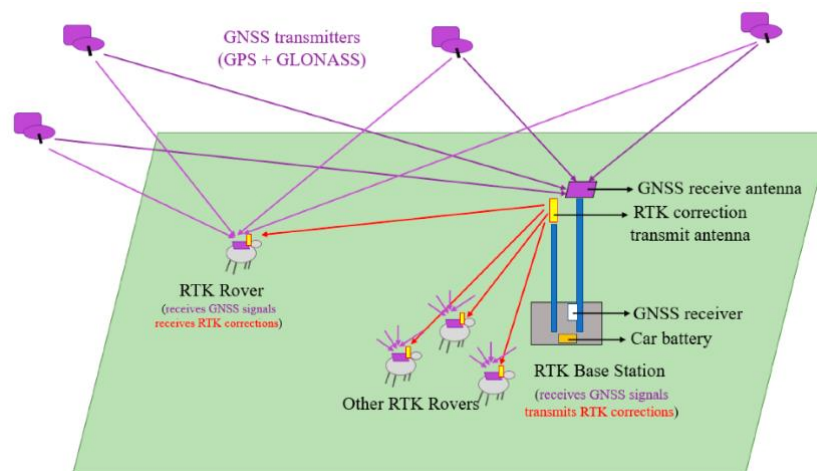 GNSS transmitters
(GPS + GLONASS)
GNSS receive antenna
RTK correction
transmit antenna
RTK Rover
(receives GNSS signals
receives RTK corrections)
GNSS receiver
Car battery
RTK Base Station
(receives GNSS signals
transmits RTK corrections)
Other RTK Rovers